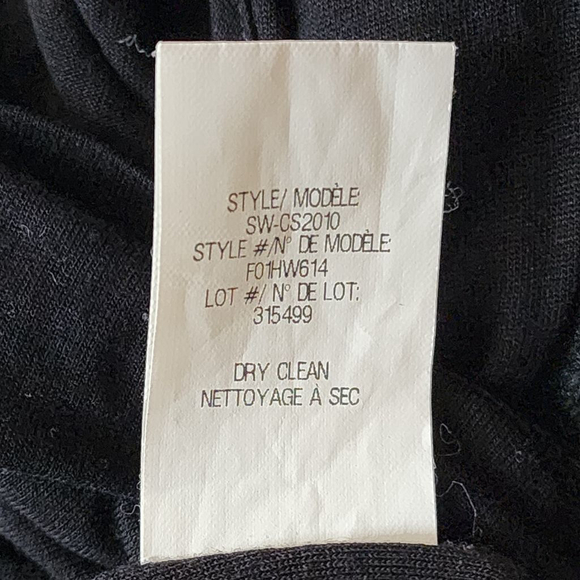 STYLE/ MODÈLE:
SW-CS2010
STYLE #/N° DE MODÈLE:
F01HW614
LOT #/ N° DE LOT:
315499
DRY CLEAN
NETTOYAGE À SEC